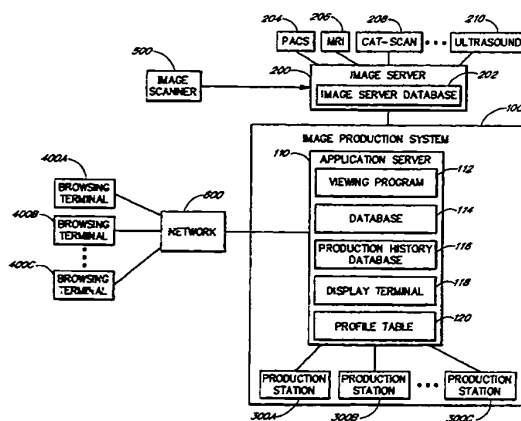 204 206 208 210
PACS MRI CAT-SCAN ULTRASOUND
500 200 IMAGE SERVER 202
IMAGE SCANNER
IMAGE SERVER DATABASE
100
IMAGE PRODUCTION SYSTEM
110 APPLICATION SERVER
VIEWING PROGRAM 112
DATABASE 114
PRODUCTION HISTORY DATABASE 116
DISPLAY TERMINAL 118
PROFILE TABLE 120
400A
BROWSING TERMINAL
400B
BROWSING TERMINAL
400C
BROWSING TERMINAL
600
NETWORK
PRODUCTION STATION PRODUCTION STATION PRODUCTION STATION
300A 300B 300C